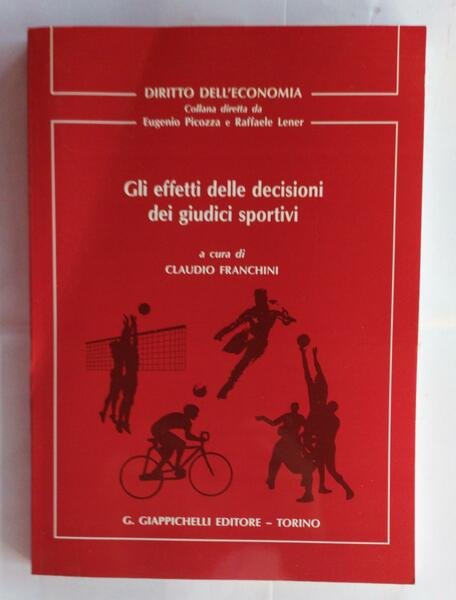 DIRITTO DELL'ECONOMIA
Collana diretta da
Eugenio Picozza e Raffaele Lener
Gli effetti delle decisioni
dei giudici sportivi
a cura di
CLAUDIO FRANCHINI
G. GIAPPICHELLI EDITORE – TORINO